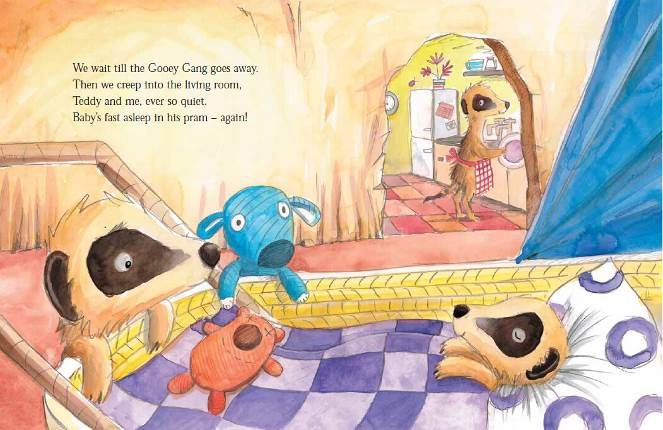 We wait till the Gooey Gang goes away.
Then we creep into the living room,
Teddy and me, ever so quiet.
Baby's fast asleep in his pram – again!